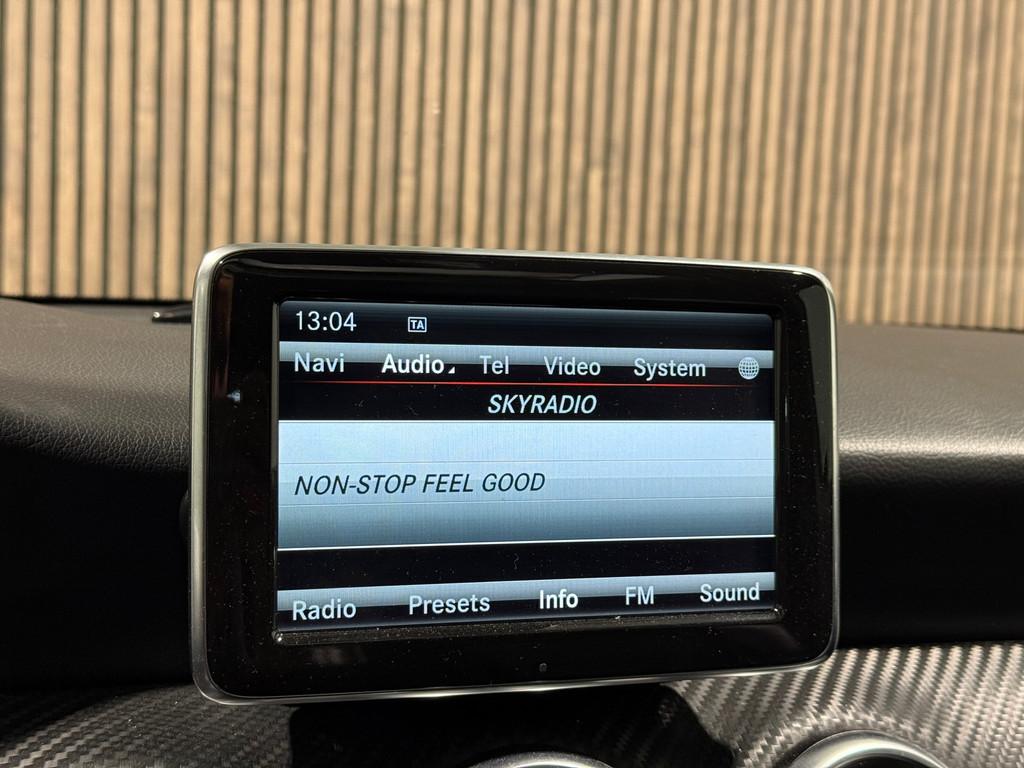 13:04 TA
Navi Audio Tel Video System
SKYRADIO
NON-STOP FEEL GOOD
Radio Presets Info FM Sound